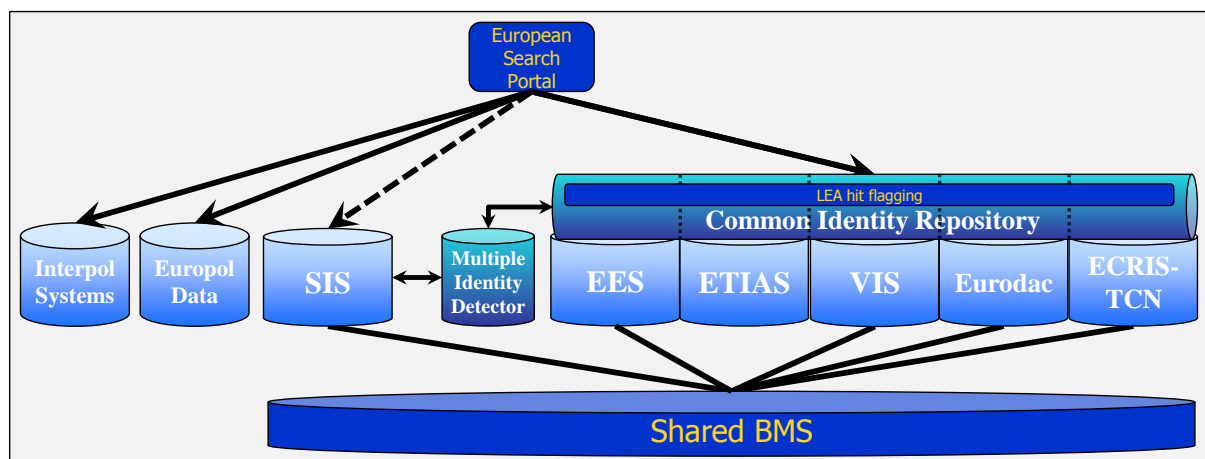 European
Search
Portal
LEA hit flagging
Common Identity Repository
Interpol
Systems
Europol
Data
SIS
Multiple
Identity
Detector
EES
ETIAS
VIS
Eurodac
ECRIS-
TCN
Shared BMS